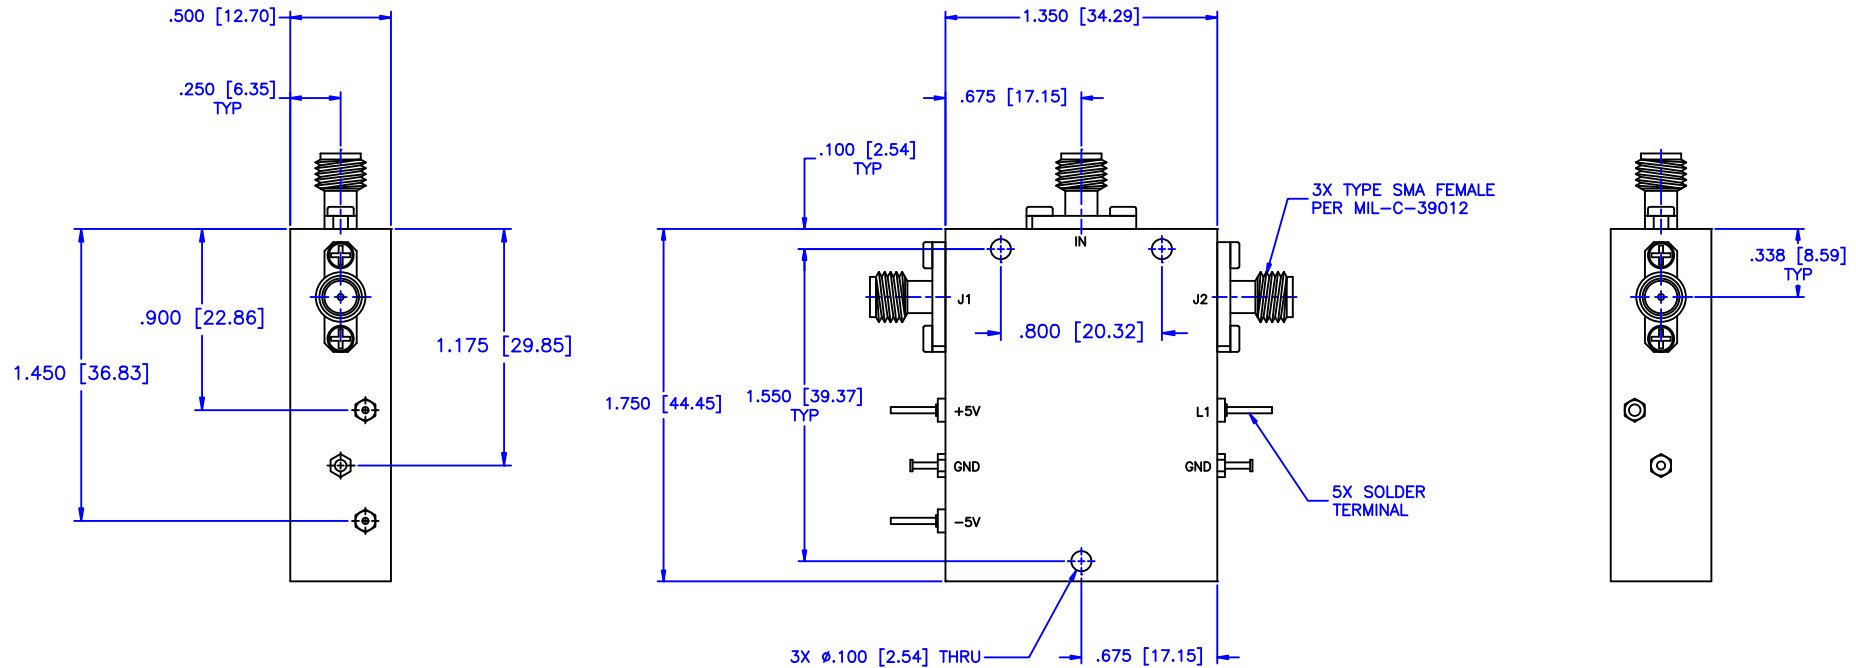 .500 [12.70]
.250 [6.35]
TYP
.900 [22.86]
1.175 [29.85]
1.450 [36.83]
1.350 [34.29]
.675 [17.15]
.100 [2.54]
TYP
3X TYPE SMA FEMALE
PER MIL-C-39012
IN
J1
J2
.800 [20.32]
1.750 [44.45]
1.550 [39.37]
TYP
+5V
L1
GND
GND
-5V
5X SOLDER
TERMINAL
3X ø.100 [2.54] THRU
.675 [17.15]
.338 [8.59]
TYP